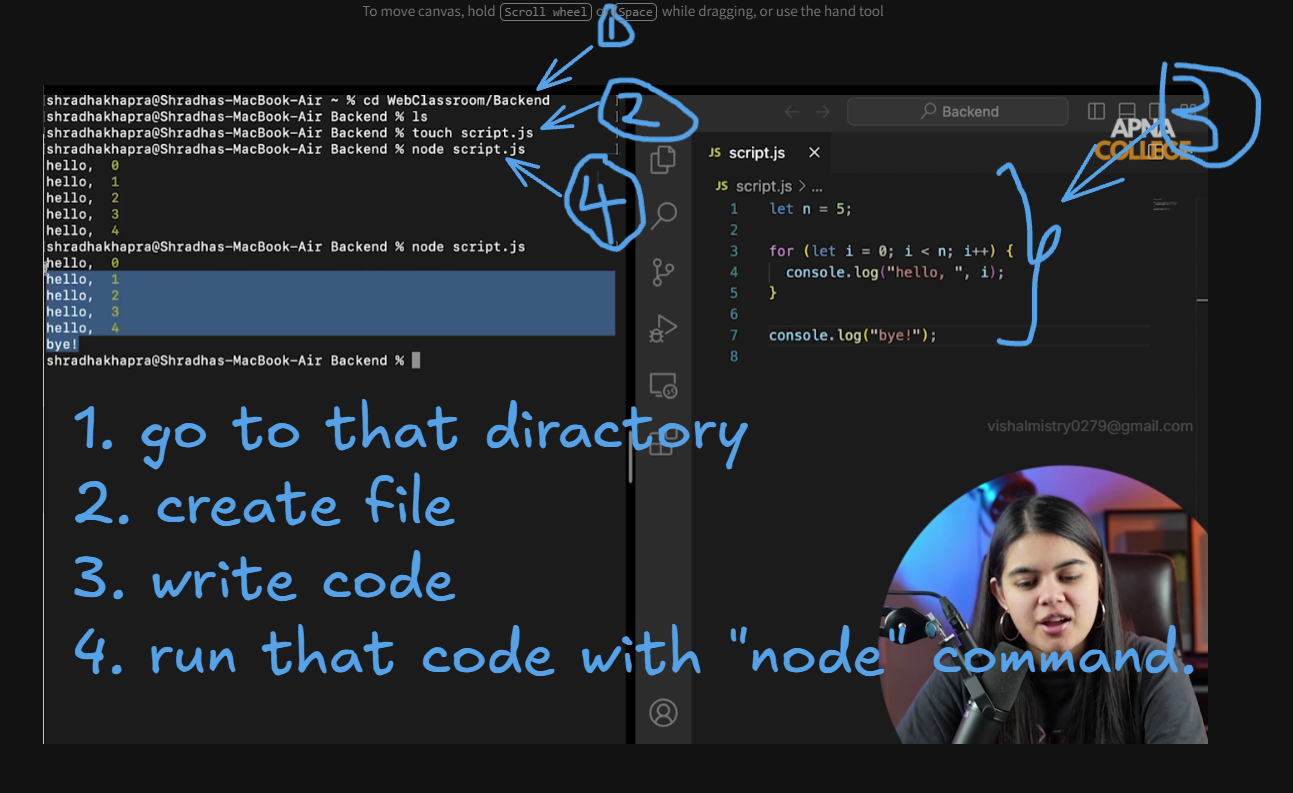 To move canvas, hold Scroll wheel or Space while dragging, or use the hand tool
1
shradhakhapra@Shradhas-MacBook-Air ~ % cd WebClassroom/Backend
shradhakhapra@Shradhas-MacBook-Air Backend % ls
shradhakhapra@Shradhas-MacBook-Air Backend % touch script.js
shradhakhapra@Shradhas-MacBook-Air Backend % node script.js
hello,  0
hello,  1
hello,  2
hello,  3
hello,  4
shradhakhapra@Shradhas-MacBook-Air Backend % node script.js
hello,  0
hello,  1
hello,  2
hello,  3
hello,  4
bye!
shradhakhapra@Shradhas-MacBook-Air Backend %
2
4
3
Backend
APNA
COLLEGE
JS script.js
JS script.js > ...
1 let n = 5;
2
3 for (let i = 0; i < n; i++) {
4   console.log("hello, ", i);
5 }
6
7 console.log("bye!");
8
vishalmistry0279@gmail.com
1. go to that diractory
2. create file
3. write code
4. run that code with "node" command.